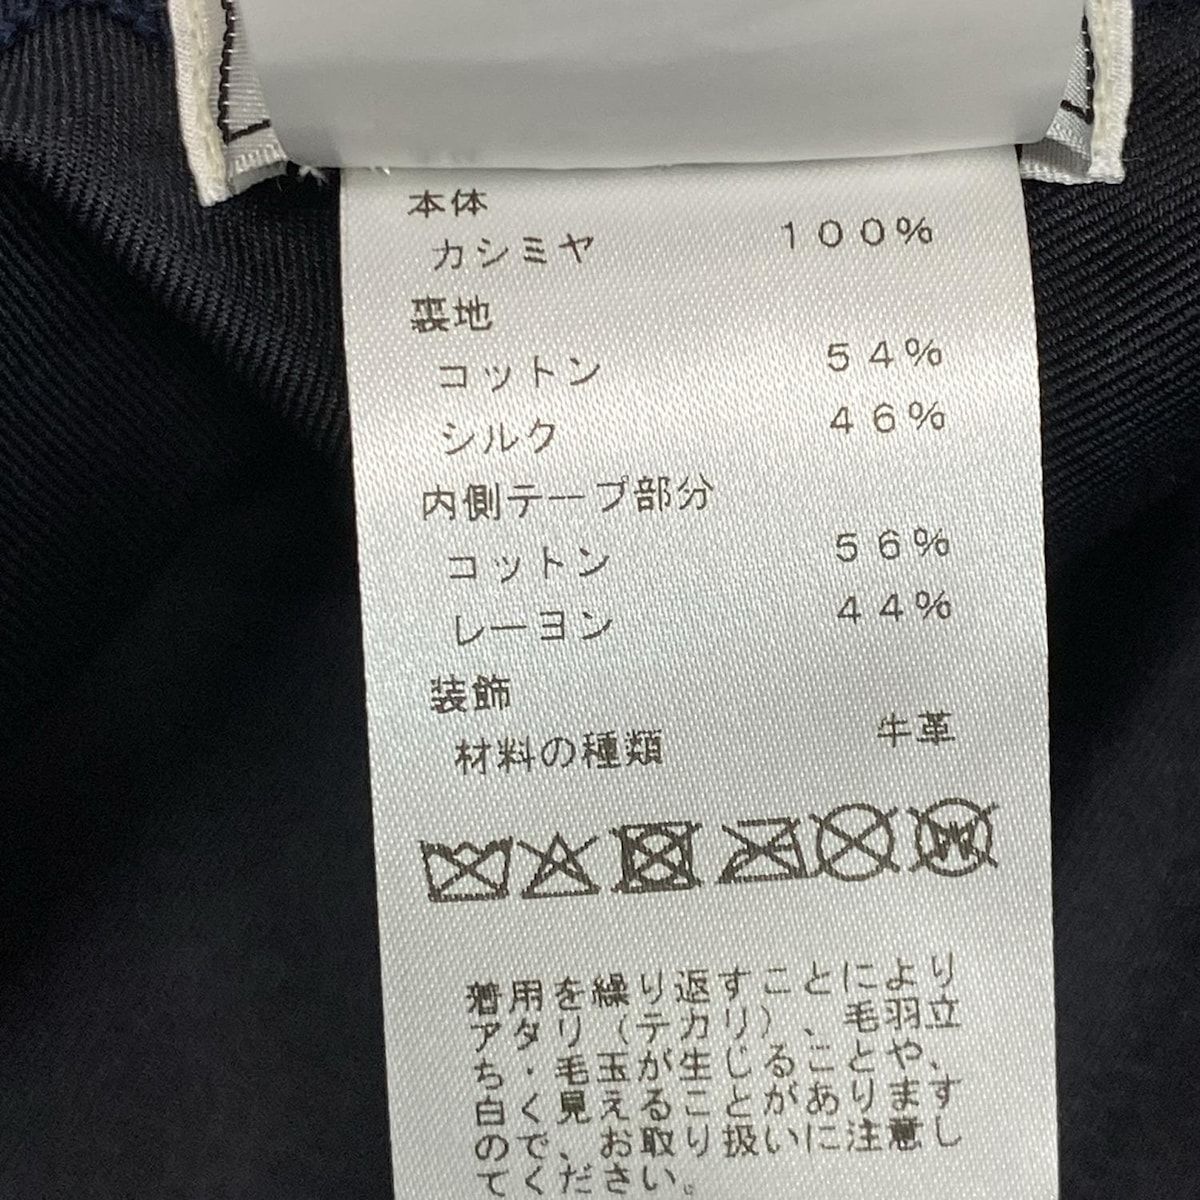 本体
カシミヤ 100%
裏地
コットン 54%
シルク 46%
内側テープ部分
コットン 56%
レーヨン 44%
装飾
材料の種類 牛革
W
着用を繰り返すことにより
アタリ(テカリ)、毛羽立
ち・毛玉が生じることや、
白く見えることがあります
ので、お取り扱いに注意し
てください。